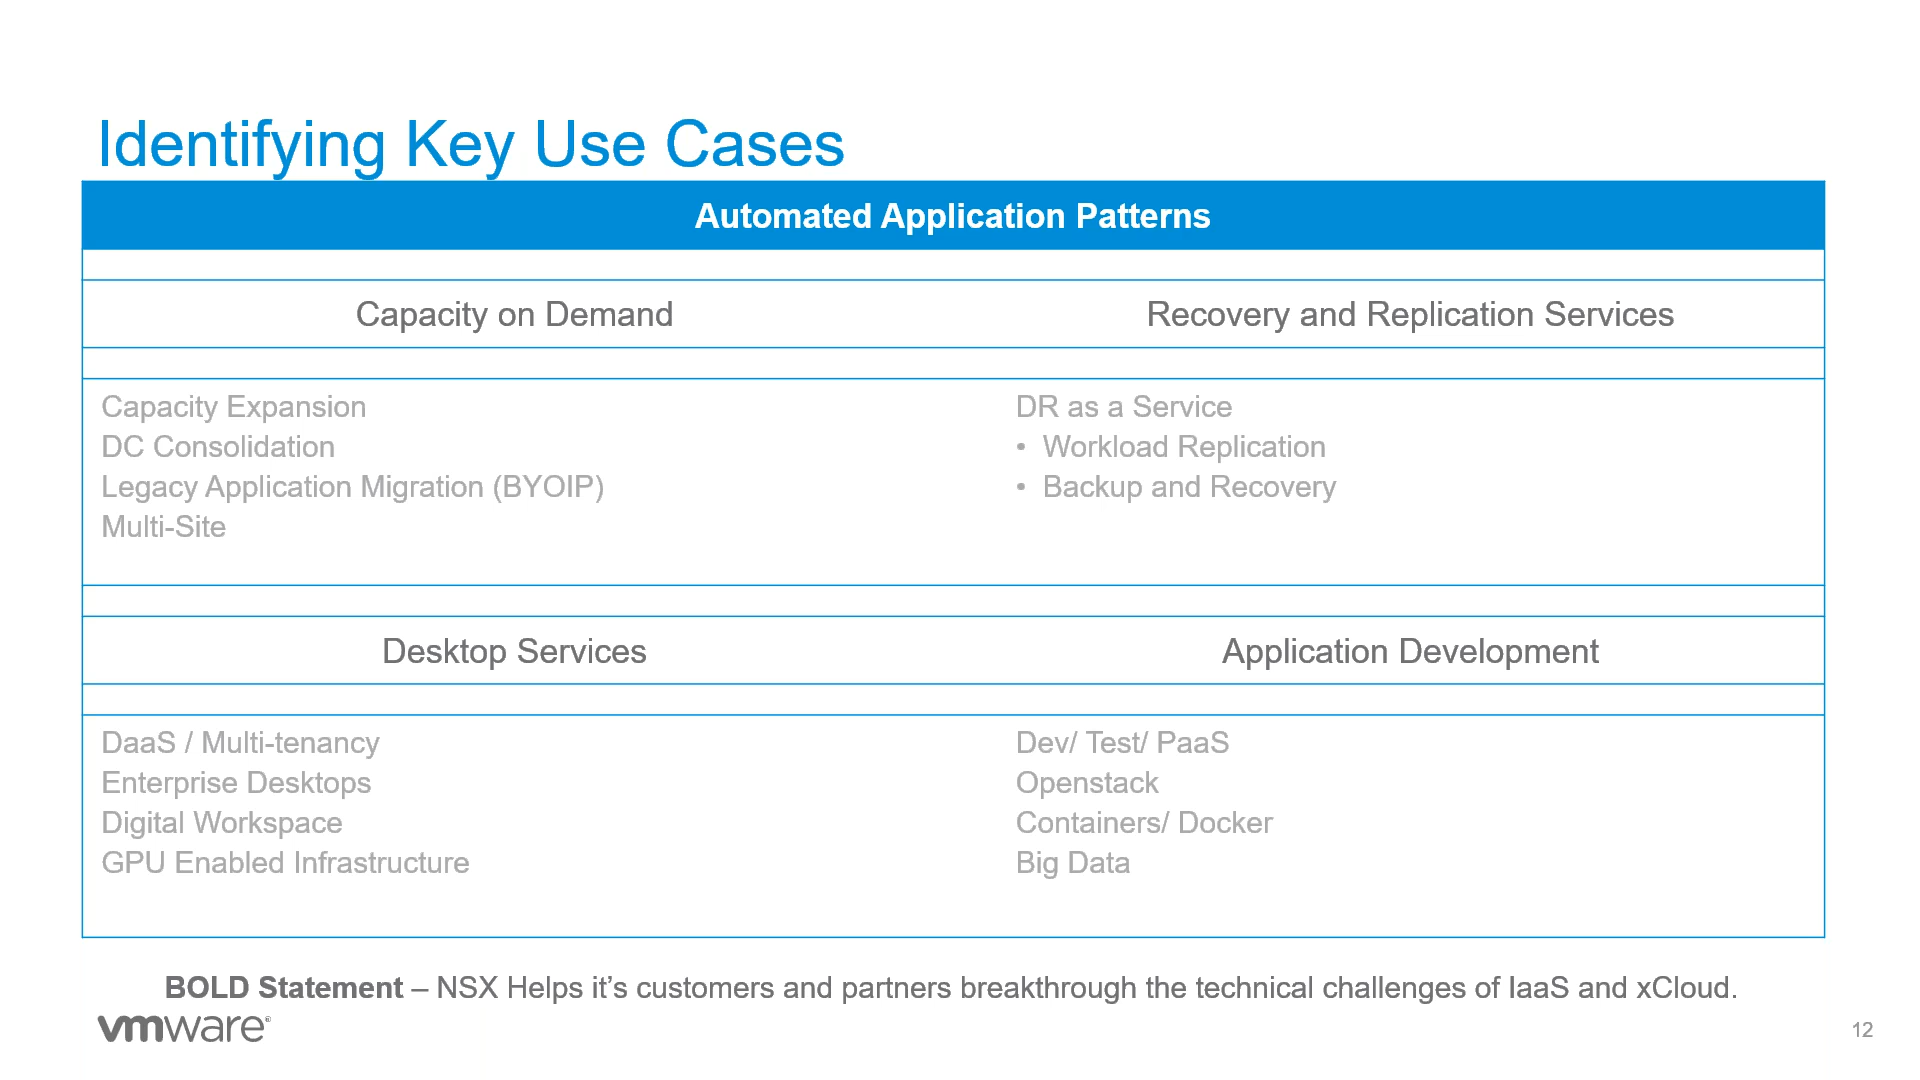 Identifying Key Use Cases
Automated Application Patterns
Capacity on Demand
Recovery and Replication Services
Capacity Expansion
DC Consolidation
Legacy Application Migration (BYOIP)
Multi-Site
DR as a Service
• Workload Replication
• Backup and Recovery
Desktop Services
Application Development
DaaS / Multi-tenancy
Enterprise Desktops
Digital Workspace
GPU Enabled Infrastructure
Dev/ Test/ PaaS
Openstack
Containers/ Docker
Big Data
BOLD Statement – NSX Helps it’s customers and partners breakthrough the technical challenges of IaaS and xCloud.
vmware®
12